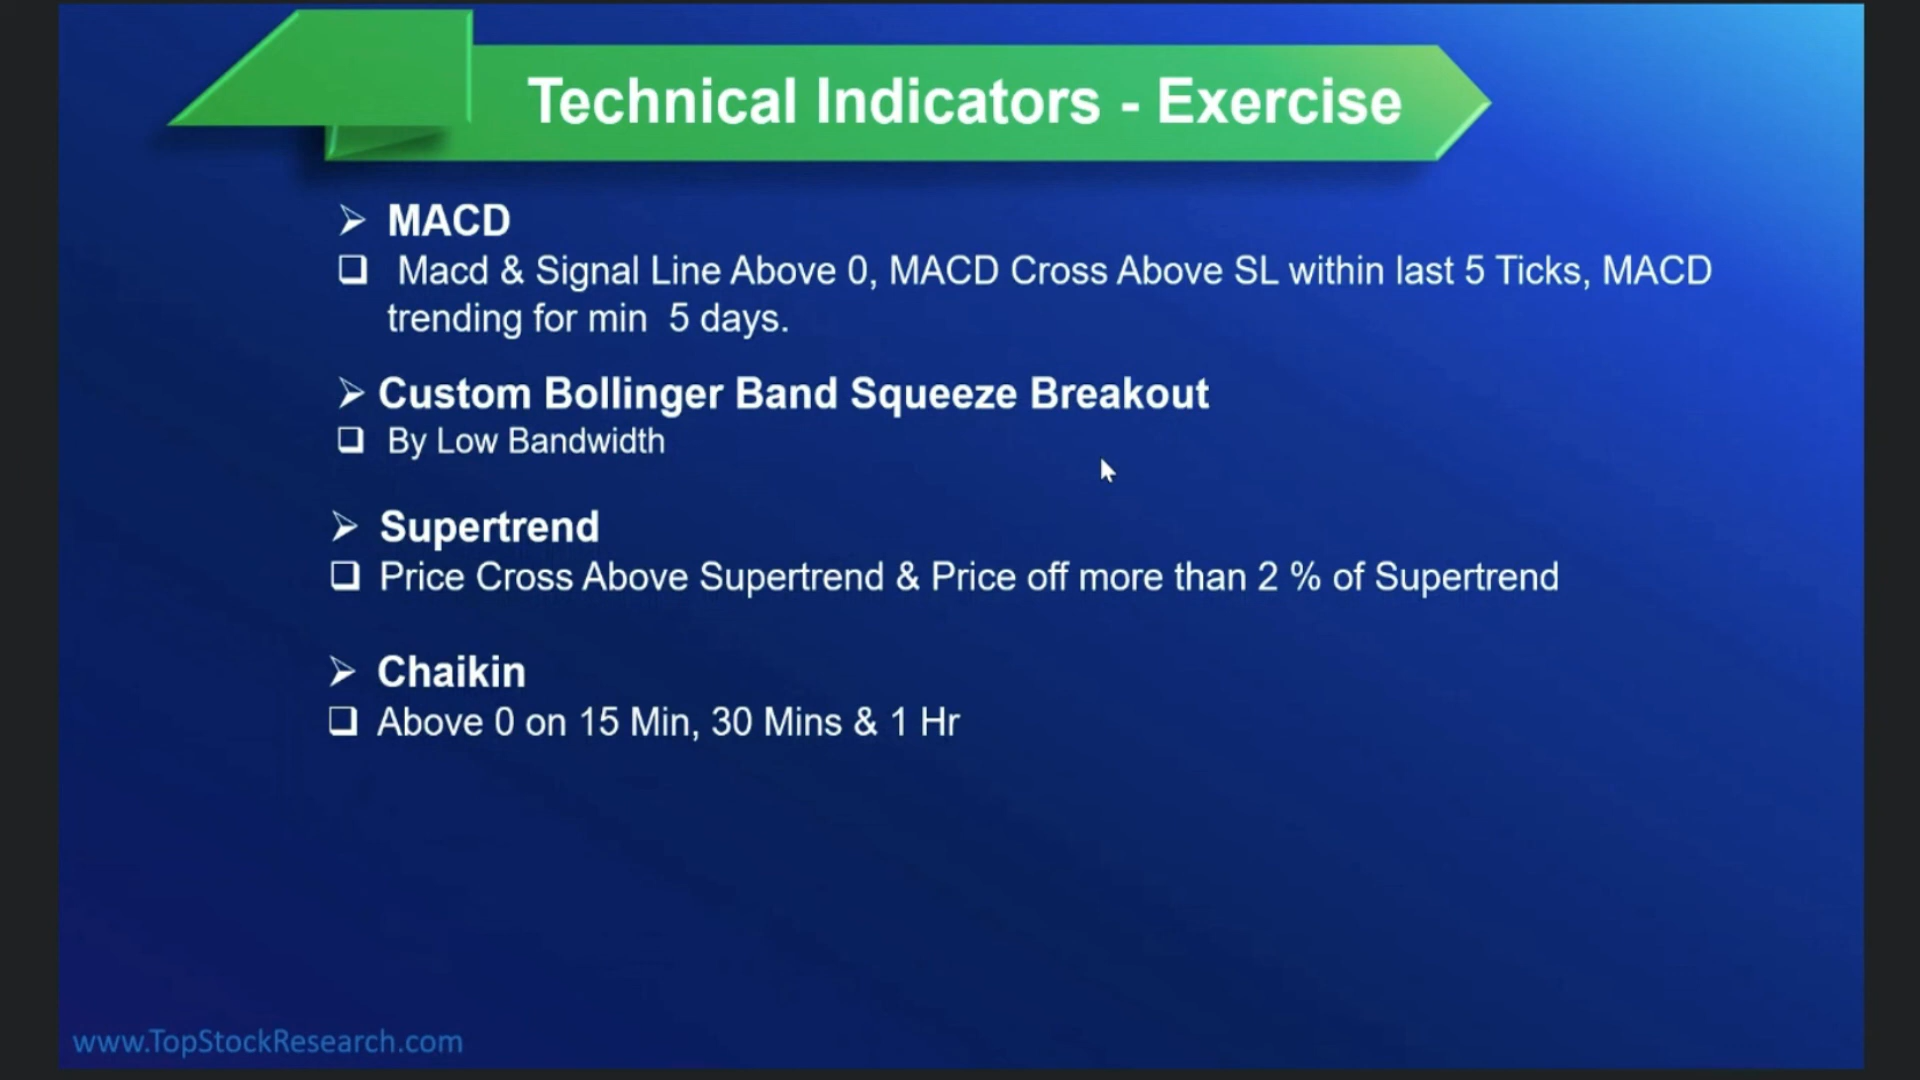 Technical Indicators - Exercise
MACD
Macd & Signal Line Above 0, MACD Cross Above SL within last 5 Ticks, MACD
trending for min 5 days.
Custom Bollinger Band Squeeze Breakout
By Low Bandwidth
Supertrend
Price Cross Above Supertrend & Price off more than 2 % of Supertrend
Chaikin
Above 0 on 15 Min, 30 Mins & 1 Hr
www.TopStockResearch.com